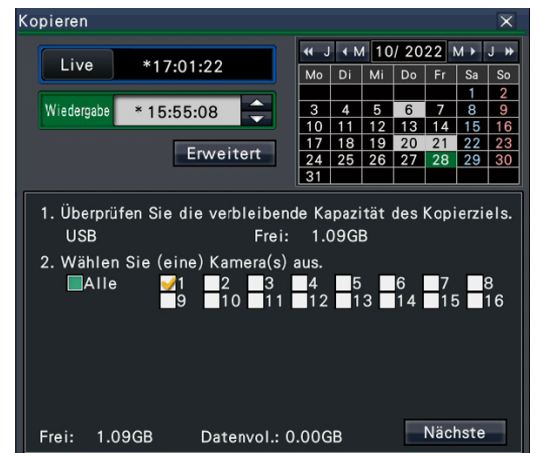 Kopieren
Live *17:01:22
Wiedergabe * 15:55:08
Erweitert
J M 10/ 2022 M J
Mo Di Mi Do Fr Sa So
1 2
3 4 5 6 7 8 9
10 11 12 13 14 15 16
17 18 19 20 21 22 23
24 25 26 27 28 29 30
31
1. Überprüfen Sie die verbleibende Kapazität des Kopierziels.
USB Frei: 1.09GB
2. Wählen Sie (eine) Kamera(s) aus.
Alle 1 2 3 4 5 6 7 8
9 10 11 12 13 14 15 16
Frei: 1.09GB Datenvol.: 0.00GB Nächste